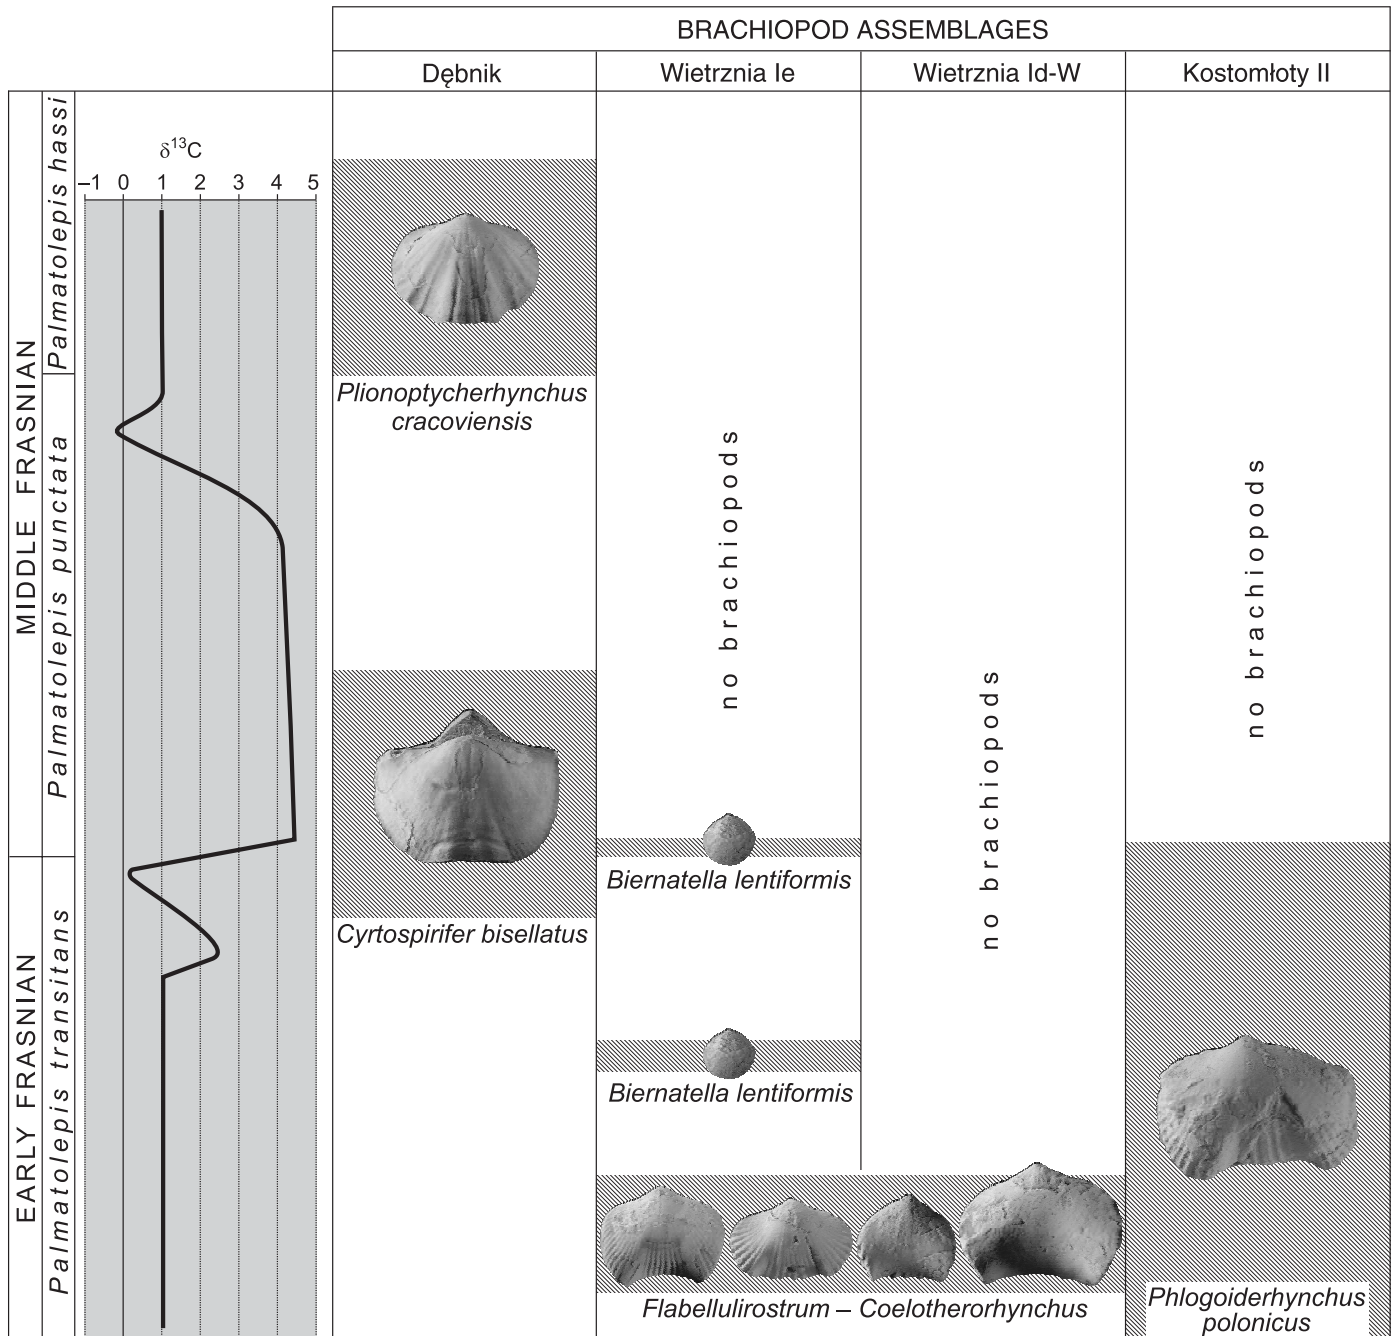 BRACHIOPOD ASSEMBLAGES
Dębnik
Wietrznia Ie
Wietrznia Id-W
Kostomłoty II
MIDDLE FRASNIAN
EARLY FRASNIAN
Palmatolepis hassi
Palmatolepis punctata
Palmatolepis transitans
δ13C
–1 0 1 2 3 4 5
Plionoptycherhynchus
cracoviensis
Cyrtospirifer bisellatus
no brachiopods
Biernatella lentiformis
Biernatella lentiformis
no brachiopods
Flabellulirostrum – Coelotherorhynchus
no brachiopods
Phlogoiderhynchus
polonicus